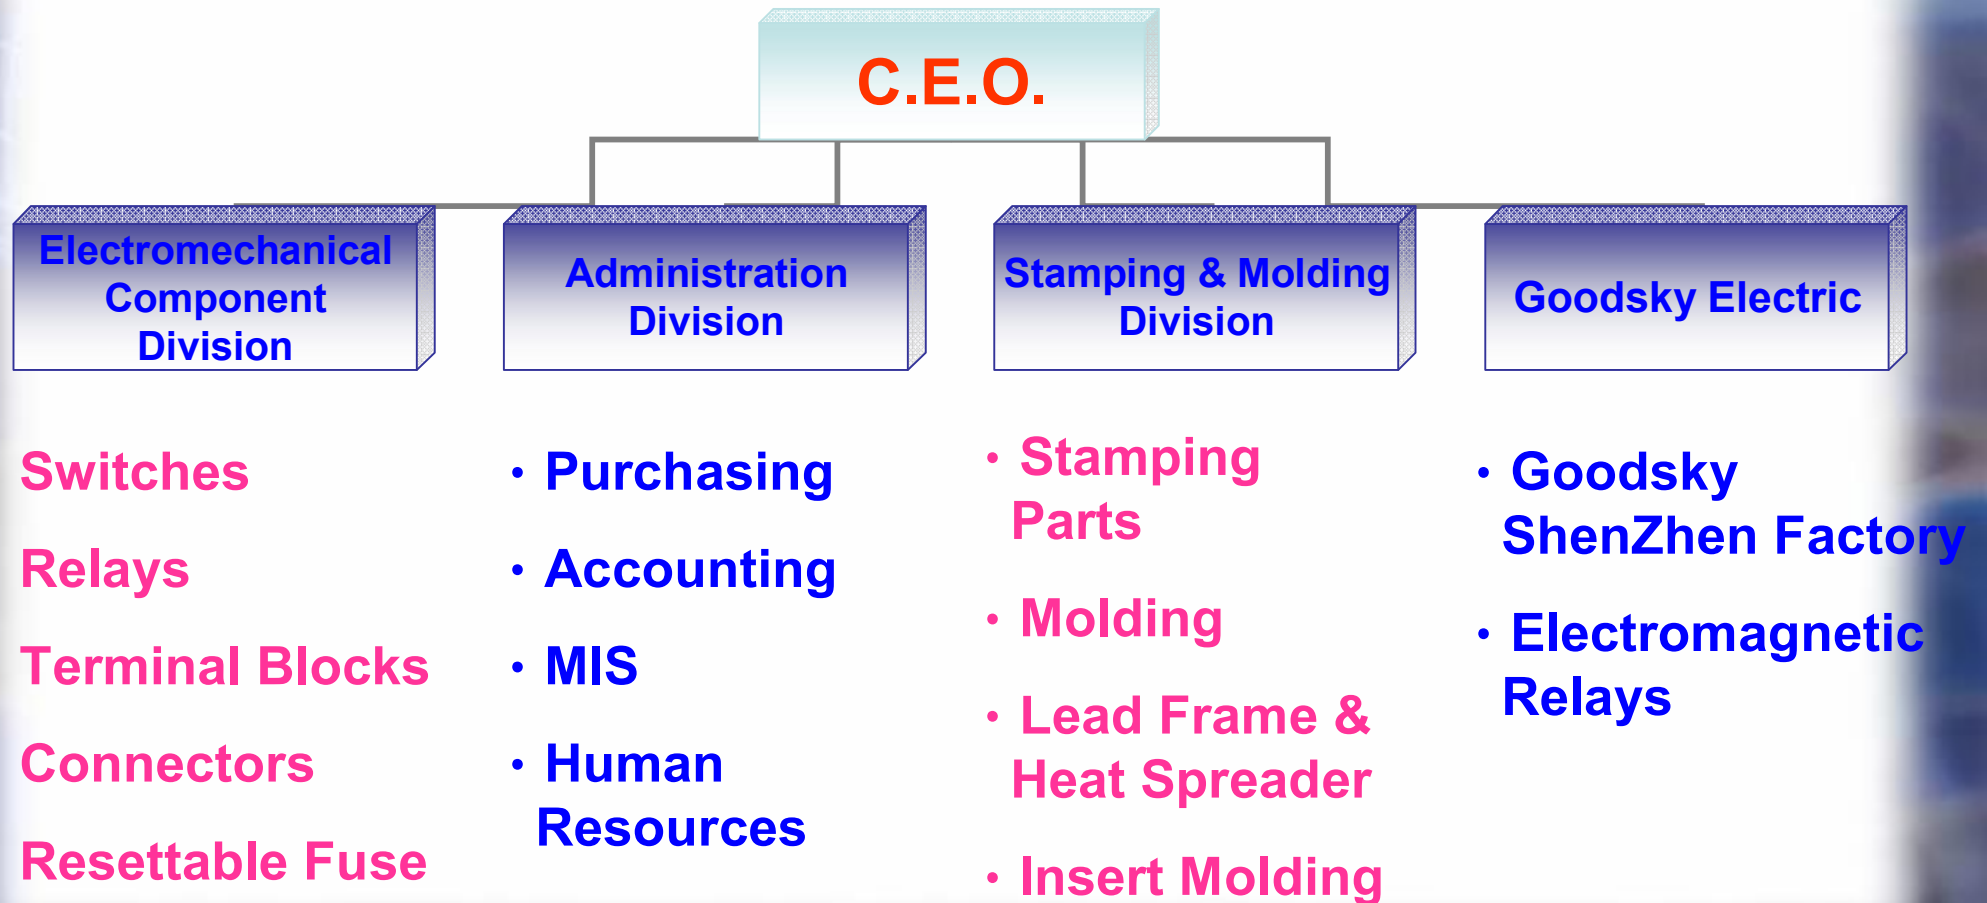 C.E.O.
Electromechanical
Component
Division
Administration
Division
Stamping & Molding
Division
Goodsky Electric
Switches
Relays
Terminal Blocks
Connectors
Resettable Fuse
・Purchasing
・Accounting
・MIS
・Human
Resources
・Stamping
Parts
・Molding
・Lead Frame &
Heat Spreader
・Insert Molding
・Goodsky
ShenZhen Factory
・Electromagnetic
Relays